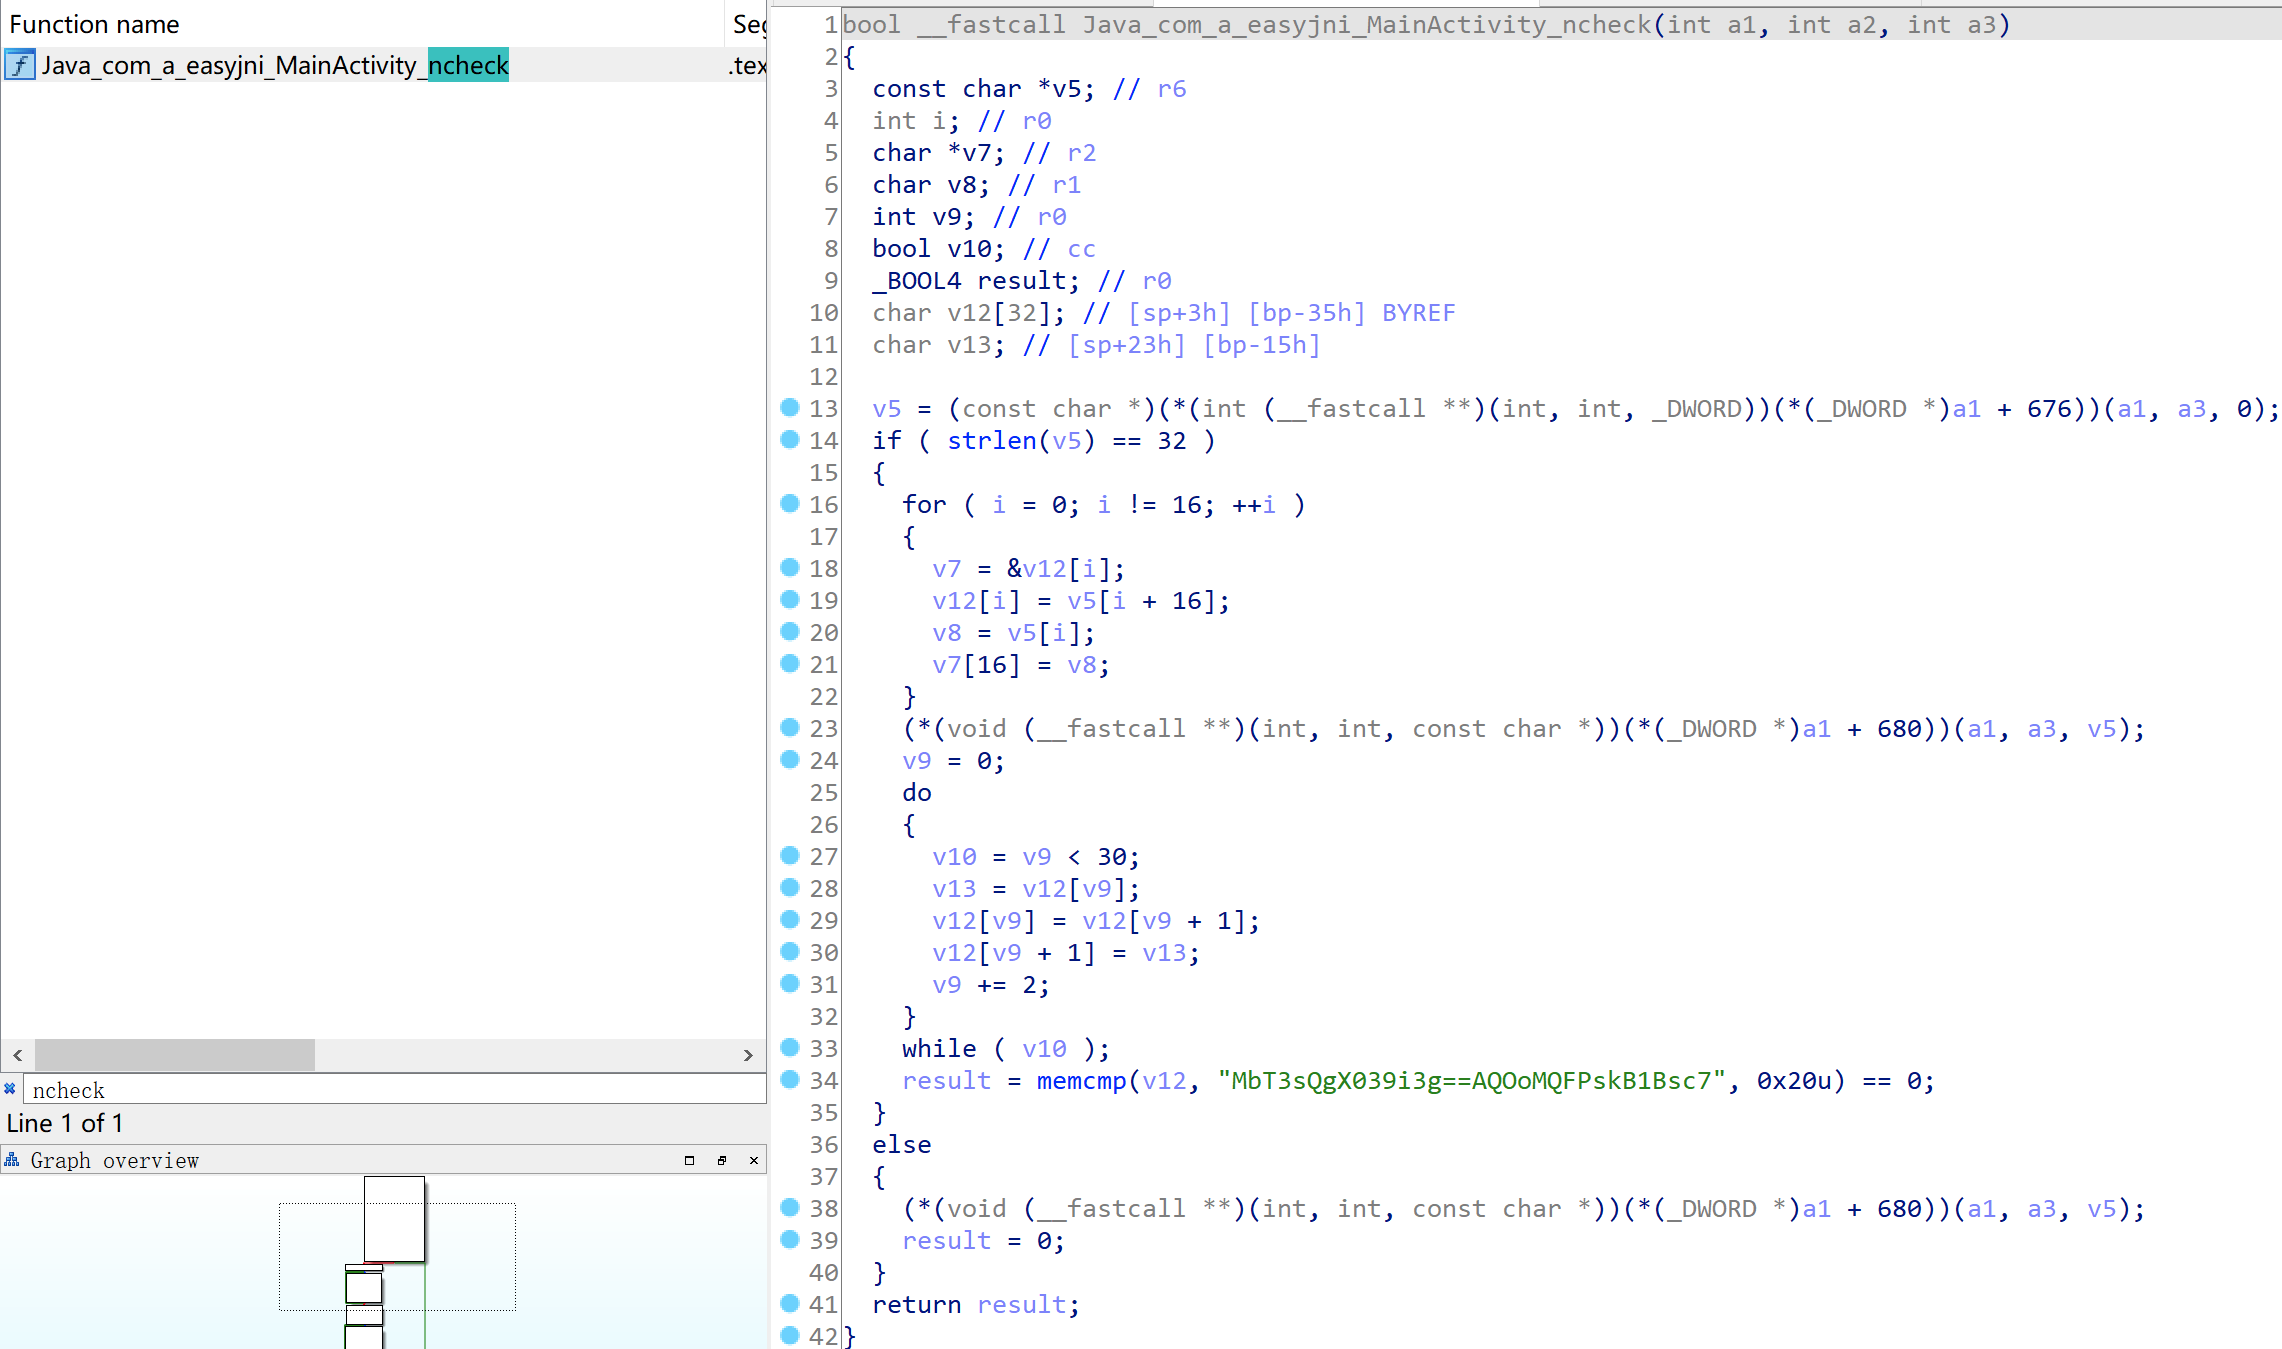 Function name
Seg
f Java_com_a_easyjni_MainActivity_ncheck .tex
ncheck
Line 1 of 1
Graph overview
1 bool __fastcall Java_com_a_easyjni_MainActivity_ncheck(int a1, int a2, int a3)
2 {
3 const char *v5; // r6
4 int i; // r0
5 char *v7; // r2
6 char v8; // r1
7 int v9; // r0
8 bool v10; // cc
9 _BOOL4 result; // r0
10 char v12[32]; // [sp+3h] [bp-35h] BYREF
11 char v13; // [sp+23h] [bp-15h]
12
13 v5 = (const char *)(*(int (__fastcall **)(int, int, _DWORD))(*(_DWORD *)a1 + 676))(a1, a3, 0);
14 if ( strlen(v5) == 32 )
15 {
16 for ( i = 0; i != 16; ++i )
17 {
18 v7 = &v12[i];
19 v12[i] = v5[i + 16];
20 v8 = v5[i];
21 v7[16] = v8;
22 }
23 (*(void (__fastcall **)(int, int, const char *))(*(_DWORD *)a1 + 680))(a1, a3, v5);
24 v9 = 0;
25 do
26 {
27 v10 = v9 < 30;
28 v13 = v12[v9];
29 v12[v9] = v12[v9 + 1];
30 v12[v9 + 1] = v13;
31 v9 += 2;
32 }
33 while ( v10 );
34 result = memcmp(v12, "MbT3sQgX039i3g==AQOoMQFPskB1Bsc7", 0x20u) == 0;
35 }
36 else
37 {
38 (*(void (__fastcall **)(int, int, const char *))(*(_DWORD *)a1 + 680))(a1, a3, v5);
39 result = 0;
40 }
41 return result;
42 }